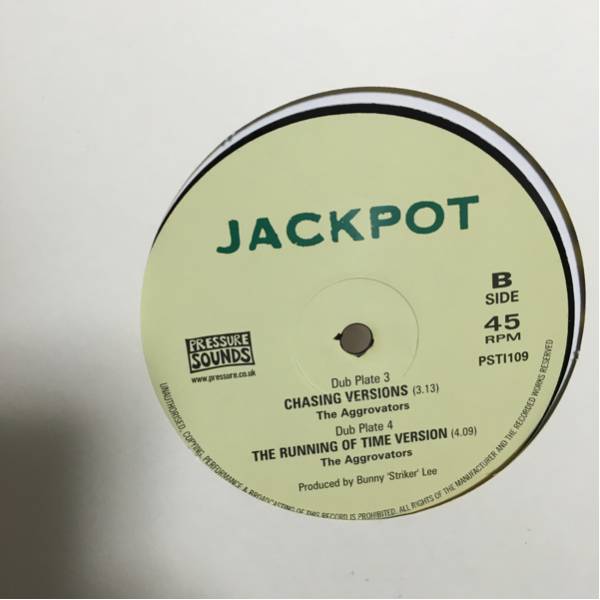 JACKPOT
B
SIDE
45
RPM
PSTI109
PRESSURE
SOUNDS
www.pressure.co.uk
Dub Plate 3
CHASING VERSIONS (3.13)
The Aggrovators
Dub Plate 4
THE RUNNING OF TIME VERSION (4.09)
The Aggrovators
Produced by Bunny 'Striker' Lee
UNAUTHORISED, COPYING, PERFORMANCE & BROADCASTING OF THIS RECORD IS PROHIBITED. ALL RIGHTS OF THE MANUFACTURER AND THE RECORDED WORKS RESERVED